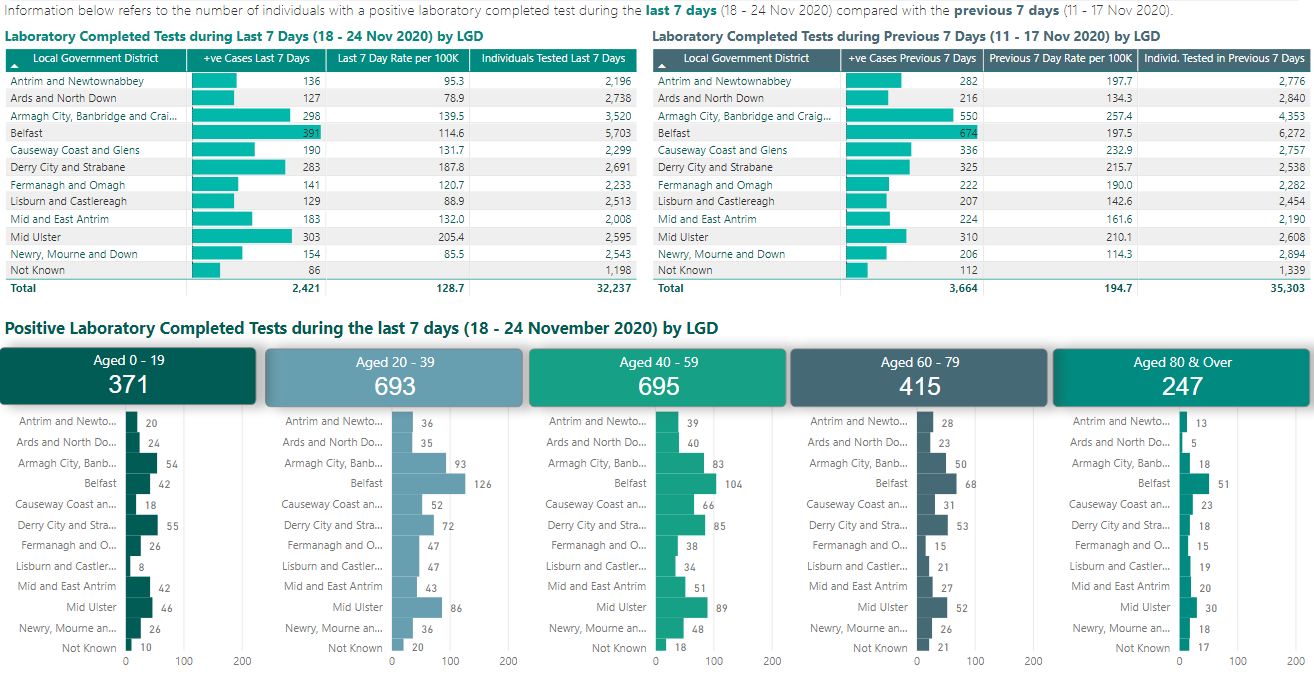 Information below refers to the number of individuals with a positive laboratory completed test during the last 7 days (18 - 24 Nov 2020) compared with the previous 7 days (11 - 17 Nov 2020).
Laboratory Completed Tests during Last 7 Days (18 - 24 Nov 2020) by LGD
Local Government District +ve Cases Last 7 Days Last 7 Day Rate per 100K Individuals Tested Last 7 Days
Antrim and Newtownabbey 136 95.3 2,196
Ards and North Down 127 78.9 2,738
Armagh City, Banbridge and Crai... 298 139.5 3,520
Belfast 391 114.6 5,703
Causeway Coast and Glens 190 131.7 2,299
Derry City and Strabane 283 187.8 2,691
Fermanagh and Omagh 141 120.7 2,233
Lisburn and Castlereagh 129 88.9 2,513
Mid and East Antrim 183 132.0 2,008
Mid Ulster 303 205.4 2,595
Newry, Mourne and Down 154 85.5 2,543
Not Known 86 1,198
Total 2,421 128.7 32,237
Laboratory Completed Tests during Previous 7 Days (11 - 17 Nov 2020) by LGD
Local Government District +ve Cases Previous 7 Days Previous 7 Day Rate per 100K Individ. Tested in Previous 7 Days
Antrim and Newtownabbey 282 197.7 2,776
Ards and North Down 216 134.3 2,840
Armagh City, Banbridge and Craig... 550 257.4 4,353
Belfast 674 197.5 6,272
Causeway Coast and Glens 336 232.9 2,757
Derry City and Strabane 325 215.7 2,538
Fermanagh and Omagh 222 190.0 2,282
Lisburn and Castlereagh 207 142.6 2,454
Mid and East Antrim 224 161.6 2,190
Mid Ulster 310 210.1 2,608
Newry, Mourne and Down 206 114.3 2,894
Not Known 112 1,339
Total 3,664 194.7 35,303
Positive Laboratory Completed Tests during the last 7 days (18 - 24 November 2020) by LGD
Aged 0 - 19
371
Antrim and Newto... 20
Ards and North Do... 24
Armagh City, Banb... 54
Belfast 42
Causeway Coast an... 18
Derry City and Stra... 55
Fermanagh and O... 26
Lisburn and Castler... 8
Mid and East Antrim 42
Mid Ulster 46
Newry, Mourne an... 26
Not Known 10
0 100 200
Aged 20 - 39
693
Antrim and Newto... 36
Ards and North Do... 35
Armagh City, Banb... 93
Belfast 126
Causeway Coast an... 52
Derry City and Stra... 72
Fermanagh and O... 47
Lisburn and Castler... 47
Mid and East Antrim 43
Mid Ulster 86
Newry, Mourne an... 36
Not Known 20
0 100 200
Aged 40 - 59
695
Antrim and Newto... 39
Ards and North Do... 40
Armagh City, Banb... 83
Belfast 104
Causeway Coast an... 66
Derry City and Stra... 85
Fermanagh and O... 38
Lisburn and Castler... 34
Mid and East Antrim 51
Mid Ulster 89
Newry, Mourne an... 48
Not Known 18
0 100 200
Aged 60 - 79
415
Antrim and Newto... 28
Ards and North Do... 23
Armagh City, Banb... 50
Belfast 68
Causeway Coast an... 31
Derry City and Stra... 53
Fermanagh and O... 15
Lisburn and Castler... 21
Mid and East Antrim 27
Mid Ulster 52
Newry, Mourne an... 26
Not Known 21
0 100 200
Aged 80 & Over
247
Antrim and Newto... 13
Ards and North Do... 5
Armagh City, Banb... 18
Belfast 51
Causeway Coast an... 23
Derry City and Stra... 18
Fermanagh and O... 15
Lisburn and Castler... 19
Mid and East Antrim 20
Mid Ulster 30
Newry, Mourne an... 18
Not Known 17
0 100 200